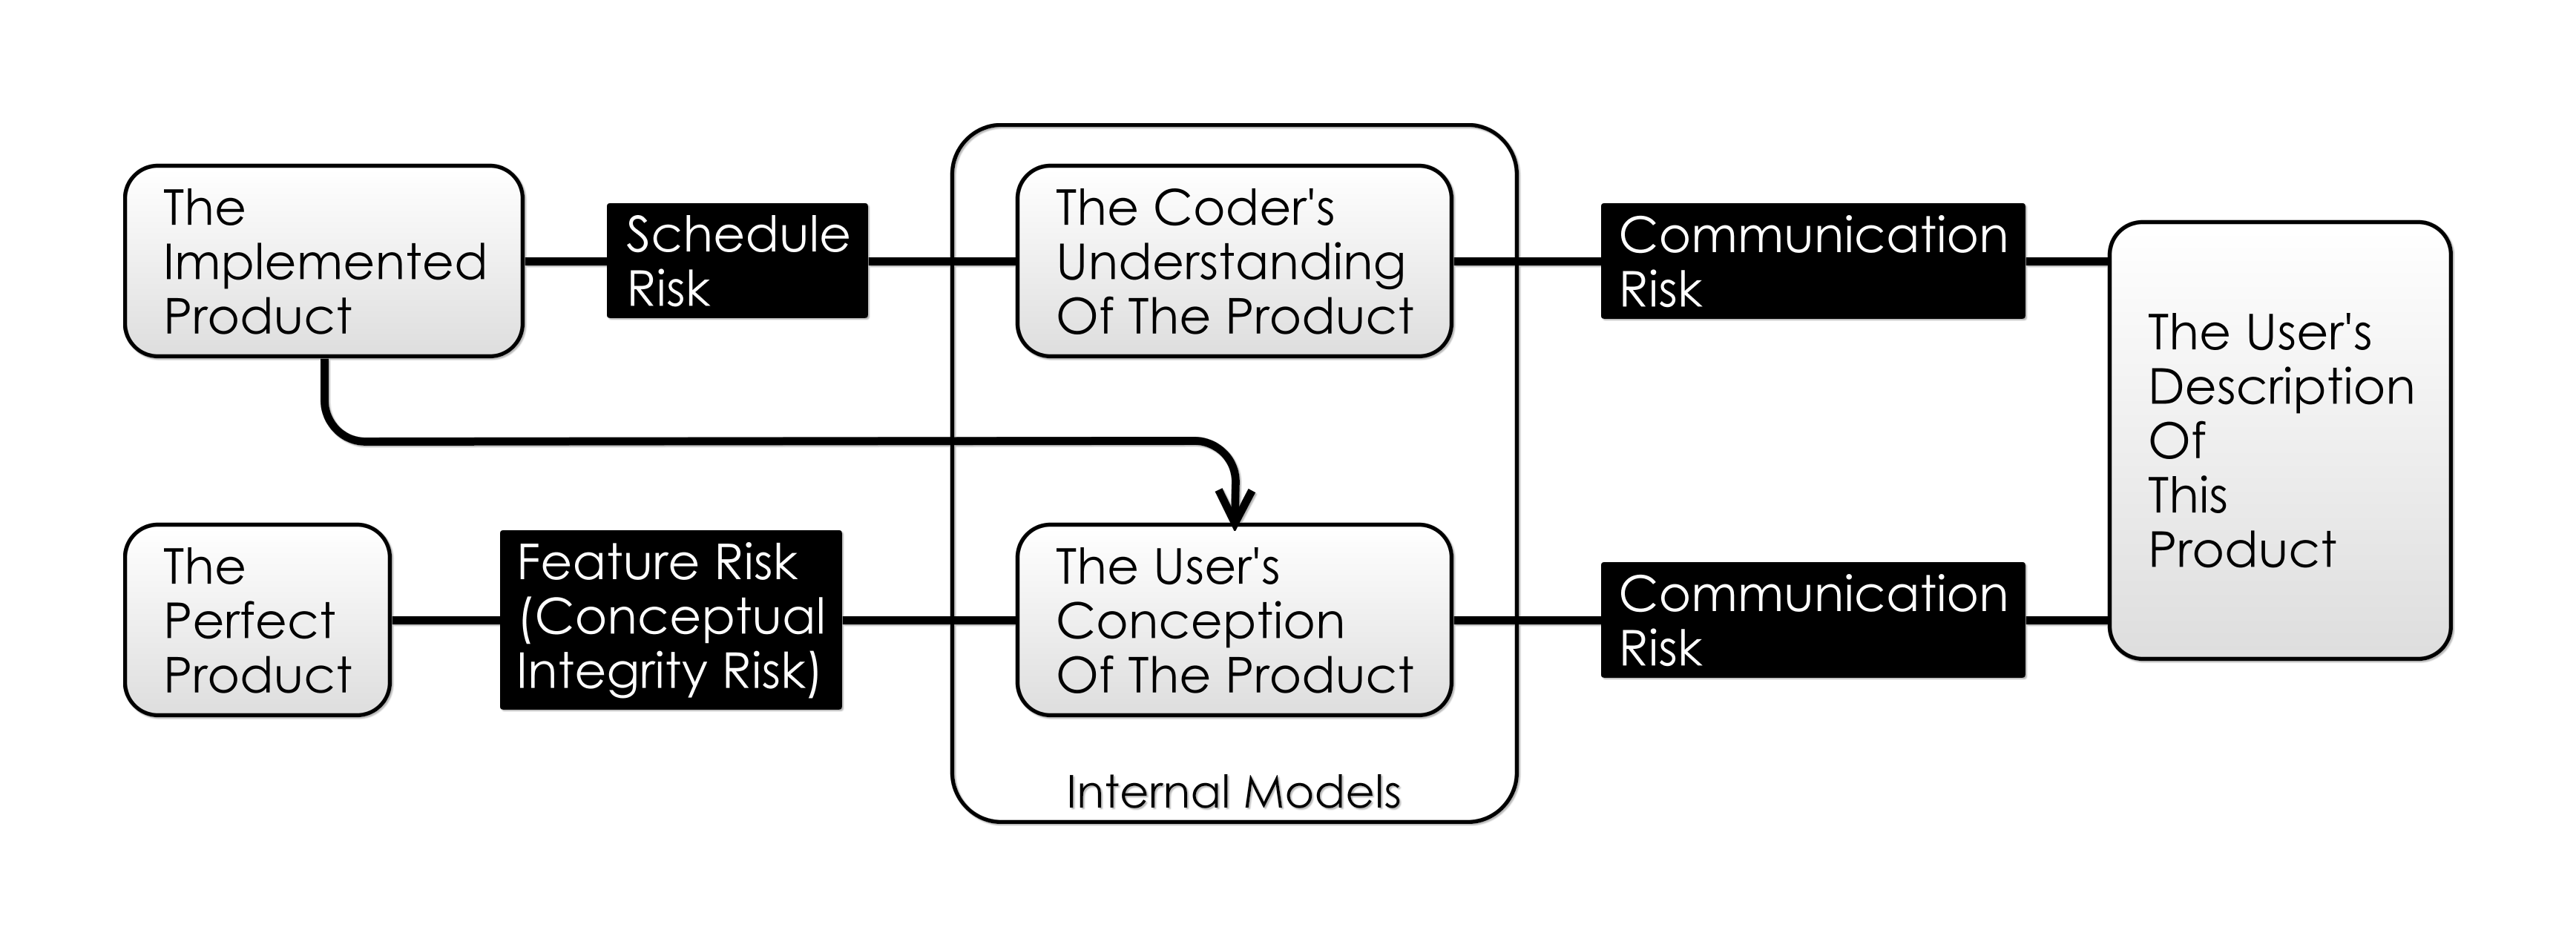 The
Implemented
Product
Schedule
Risk
The Coder's
Understanding
Of The Product
Communication
Risk
The User's
Description
Of
This
Product
The
Perfect
Product
Feature Risk
(Conceptual
Integrity Risk)
The User's
Conception
Of The Product
Communication
Risk
Internal Models